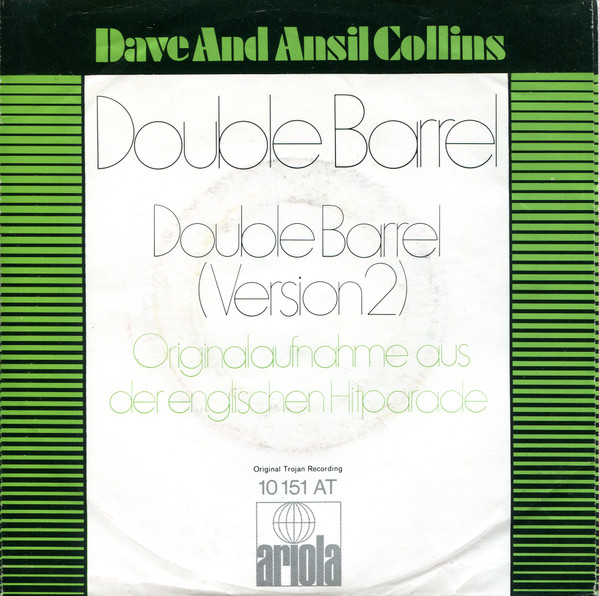 Dave And Ansil Collins
Double Barrel
Double Barrel
(Version 2)
Originalaufnahme aus
der englischen Hitparade
Original Trojan Recording
10 151 AT
ariola